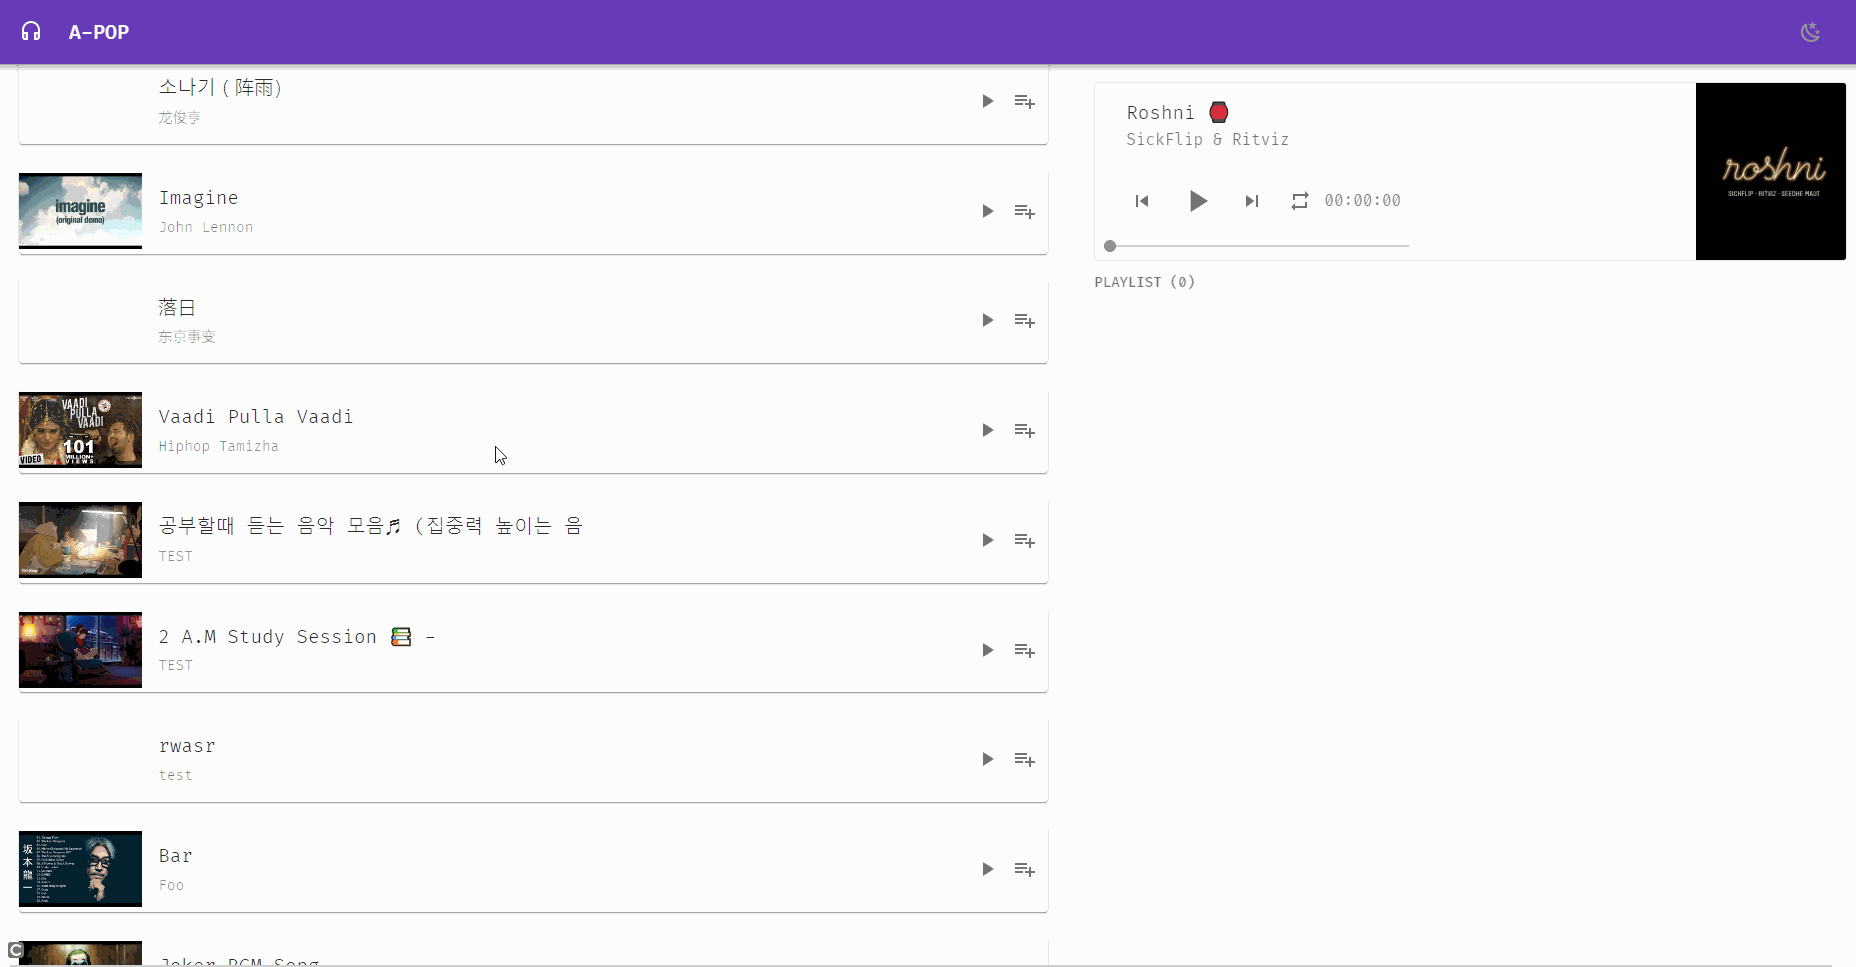 A-POP
소나기 ( 阵雨)
龙俊亨
imagine
(original demo)
Imagine
John Lennon
落日
东京事变
VAADI
PULLA
VAADI
101
MILLION+
VIEWS
VIDEO
Vaadi Pulla Vaadi
Hiphop Tamizha
공부할때 듣는 음악 모음♬ (집중력 높이는 음
TEST
2 A.M Study Session 📚 -
TEST
rwasr
test
坂
本
龍
一
Bar
Foo
Joker BGM Song
C
Roshni
SickFlip & Ritviz
00:00:00
roshni
SICKFLIP · RITVIZ · SEEDHE MAUT
PLAYLIST (0)